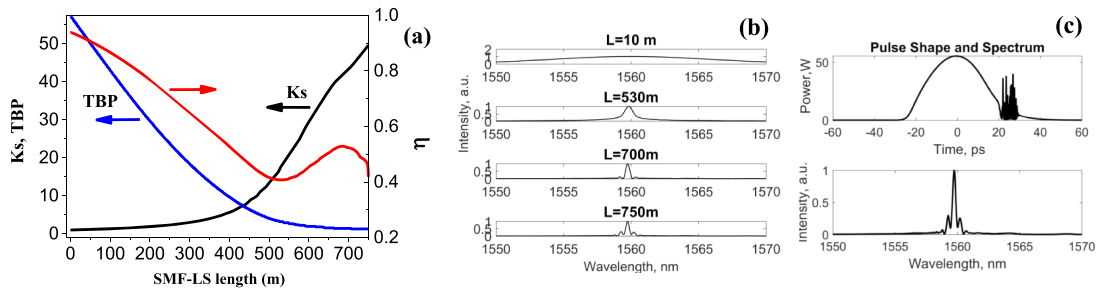 (a)
Ks, TBP
50
40
30
20
10
0
1.0
0.8
0.6
0.4
0.2
η
TBP
Ks
0 100 200 300 400 500 600 700
SMF-LS length (m)
(b)
Intensity, a.u.
L=10 m
2
1
0
1550 1555 1560 1565 1570
L=530m
1
0.5
0
1550 1555 1560 1565 1570
L=700m
1
0.5
0
1550 1555 1560 1565 1570
L=750m
1
0.5
0
1550 1555 1560 1565 1570
Wavelength, nm
(c)
Pulse Shape and Spectrum
Power,W
50
0
-60 -40 -20 0 20 40 60
Time, ps
Intensity, a.u.
1
0.5
0
1550 1555 1560 1565 1570
Wavelength, nm